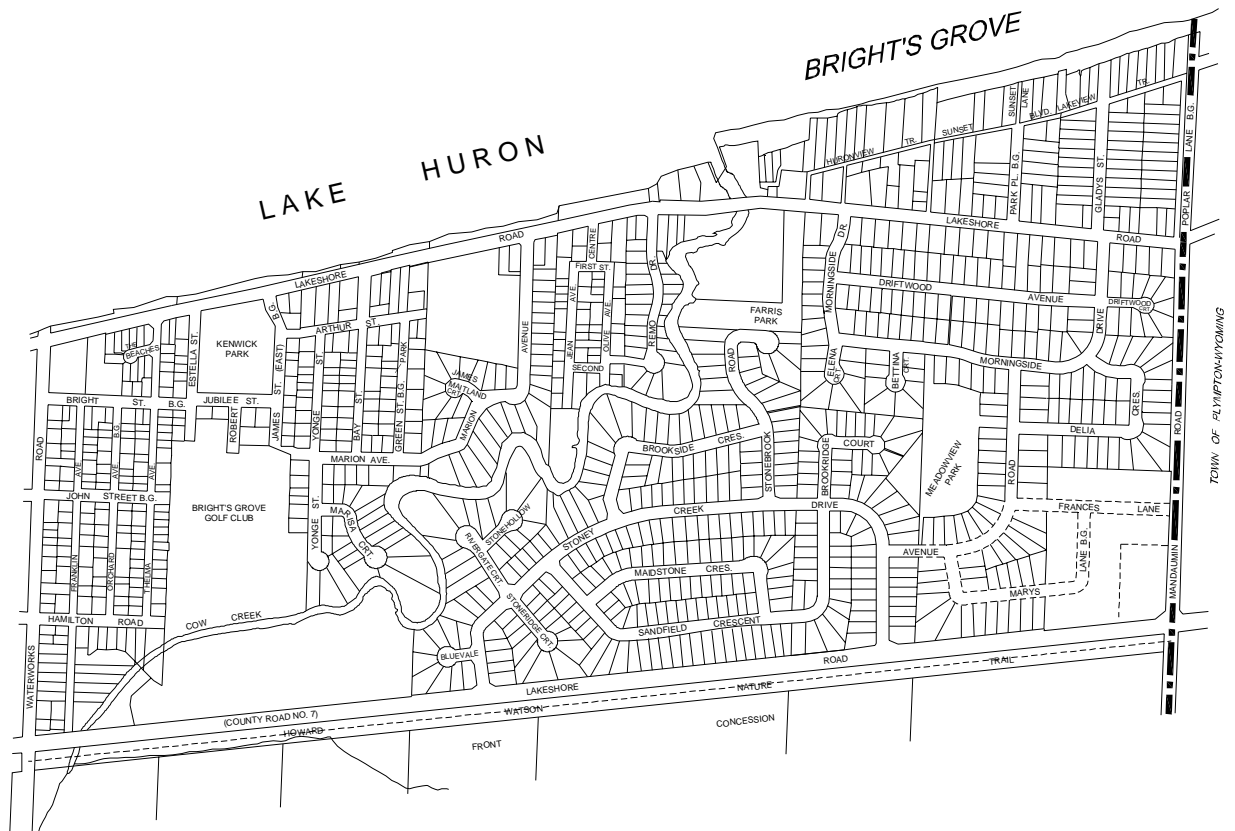 BRIGHT'S GROVE
LAKE HURON
TOWN OF PLYMPTON-WYOMING
SUNSET
LANE
TR.
BLVD. LAKEVIEW
SUNSET
TR.
HURONVIEW
POPLAR LANE B.G.
GLADYS ST.
PARK PL. B.G.
LAKESHORE ROAD
LAKESHORE ROAD
MORNINGSIDE DR.
DRIFTWOOD AVENUE
DRIFTWOOD
CRT.
DRIVE
MORNINGSIDE
CENTRE
FIRST ST.
JEAN AVE.
OLIVE AVE.
SECOND
REMO DR.
AVENUE
MARION
FARRIS
PARK
ELENA
CRT.
BETTINA
CRT.
DELIA CRES.
ROAD
MEADOWVIEW
PARK
THE
BEACHES
ESTELLA ST.
KENWICK
PARK
B.G.
JAMES ST. (EAST)
ARTHUR ST
YONGE ST.
BAY ST.
GREEN ST. B.G.
PARK
JAMES
MAITLAND
CRT.
BRIGHT ST. B.G.
JUBILEE ST.
ROBERT
MARION AVE.
ROAD
AVE
AVE B.G.
AVE
JOHN STREET B.G.
FRANKLIN
ORCHARD
THELMA
BRIGHT'S GROVE
GOLF CLUB
YONGE ST.
MARISA CRT.
HAMILTON ROAD
COW CREEK
WATERWORKS
BROOKSIDE CRES.
STONEBROOK ROAD
BROOKRIDGE COURT
STONEY CREEK DRIVE
STONEHOLLOW
RIVERGATE CRT.
STONERIDGE CRT.
BLUEVALE
MAIDSTONE CRES.
SANDFIELD CRESCENT
AVENUE
FRANCES LANE
LANE B.G.
MARYS
MANDAUMIN ROAD
LAKESHORE ROAD
(COUNTY ROAD NO. 7)
HOWARD WATSON NATURE TRAIL
FRONT CONCESSION